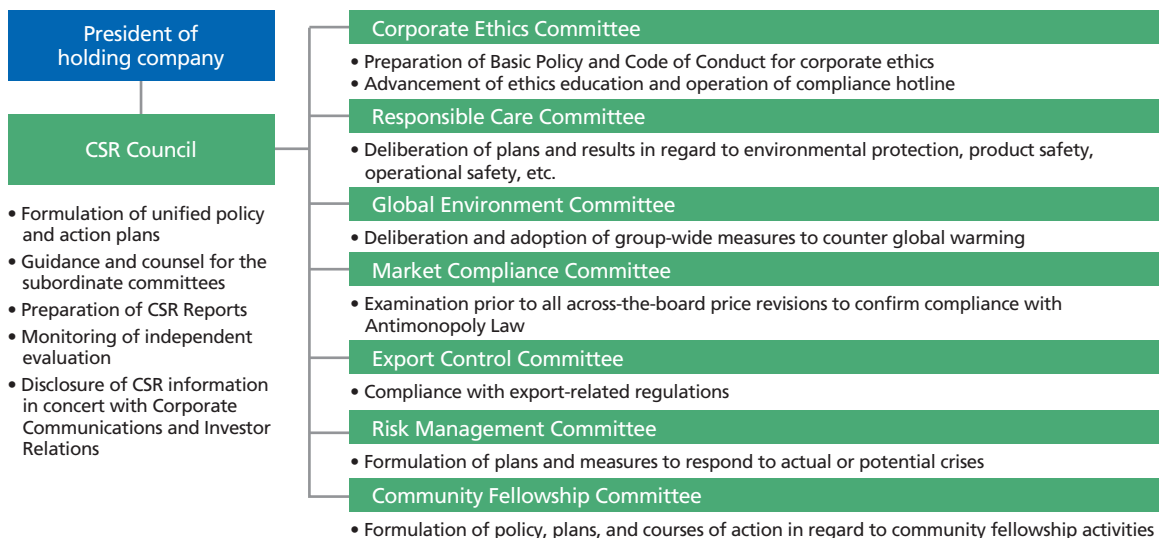 President of
holding company
CSR Council
• Formulation of unified policy
and action plans
• Guidance and counsel for the
subordinate committees
• Preparation of CSR Reports
• Monitoring of independent
evaluation
• Disclosure of CSR information
in concert with Corporate
Communications and Investor
Relations
Corporate Ethics Committee
• Preparation of Basic Policy and Code of Conduct for corporate ethics
• Advancement of ethics education and operation of compliance hotline
Responsible Care Committee
• Deliberation of plans and results in regard to environmental protection, product safety,
operational safety, etc.
Global Environment Committee
• Deliberation and adoption of group-wide measures to counter global warming
Market Compliance Committee
• Examination prior to all across-the-board price revisions to confirm compliance with
Antimonopoly Law
Export Control Committee
• Compliance with export-related regulations
Risk Management Committee
• Formulation of plans and measures to respond to actual or potential crises
Community Fellowship Committee
• Formulation of policy, plans, and courses of action in regard to community fellowship activities